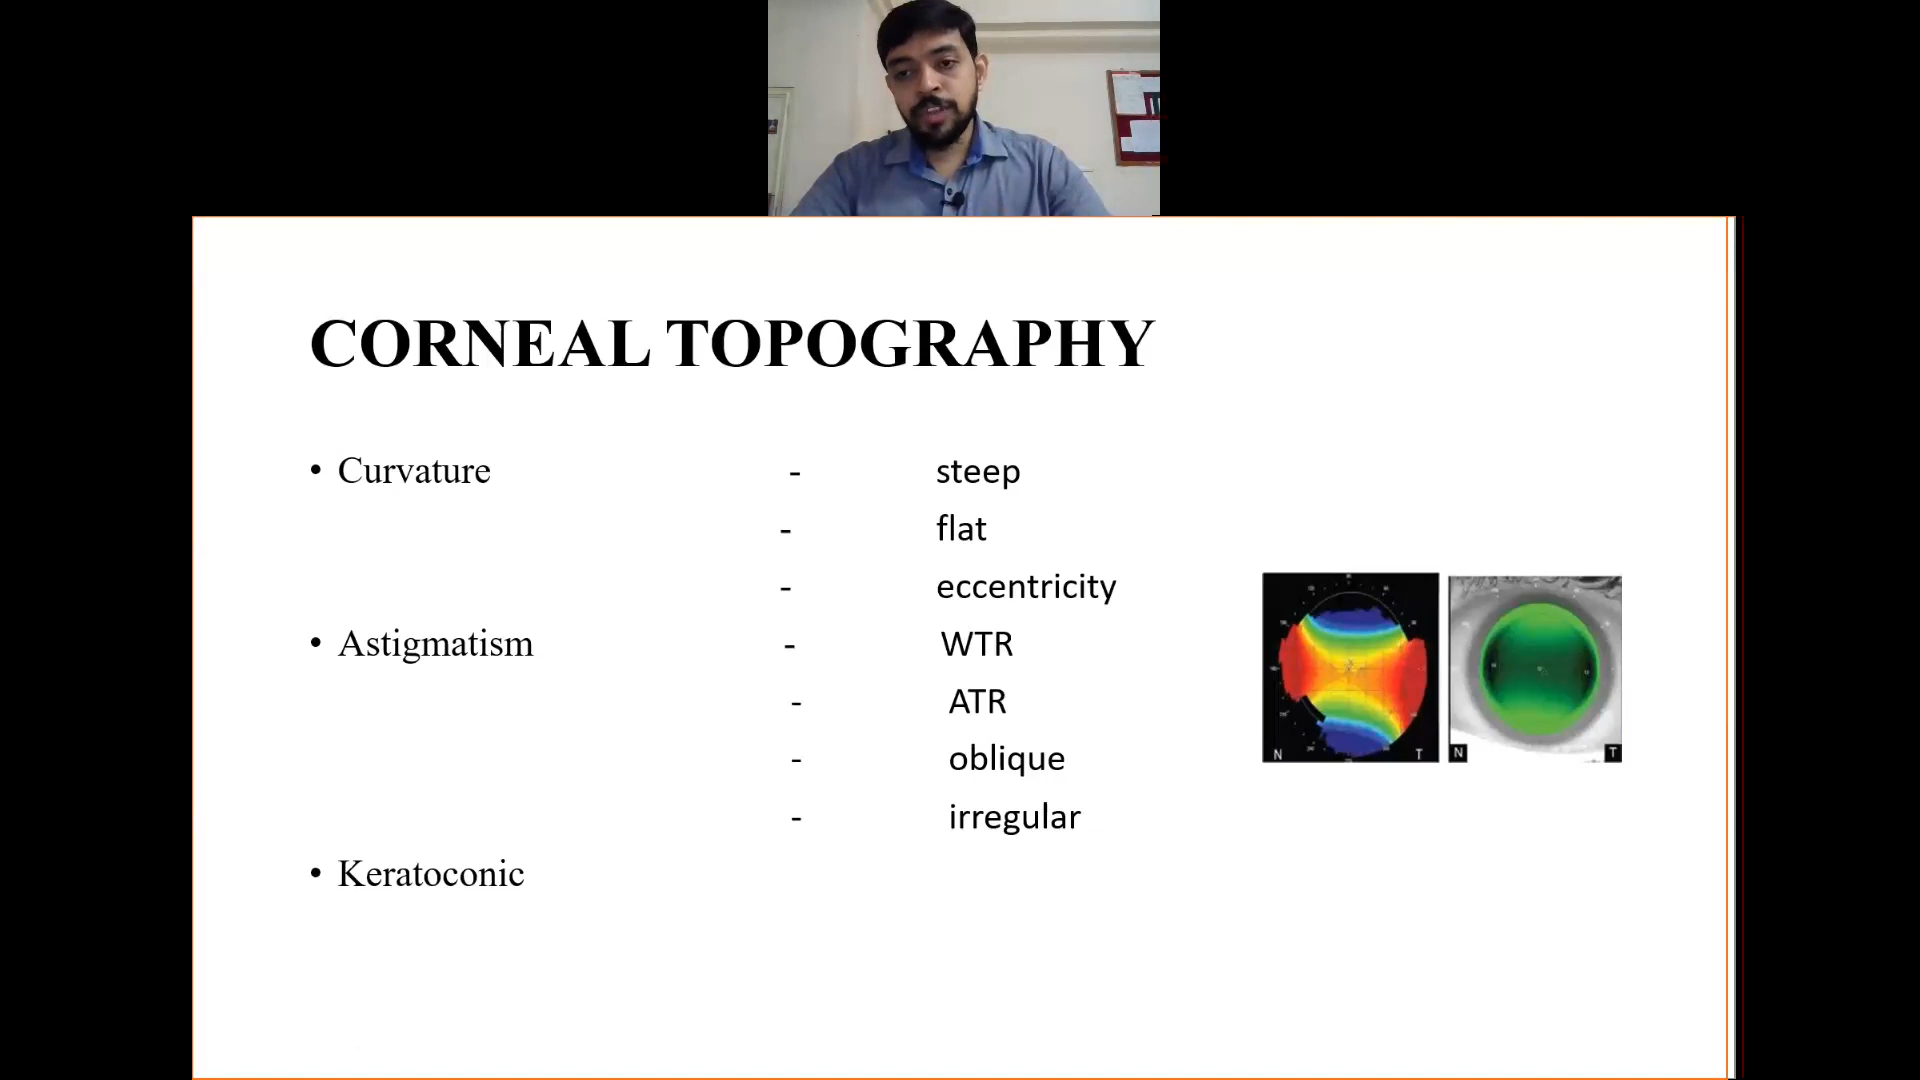 CORNEAL TOPOGRAPHY
• Curvature - steep
- flat
- eccentricity
• Astigmatism - WTR
- ATR
- oblique
- irregular
• Keratoconic
N T
N T